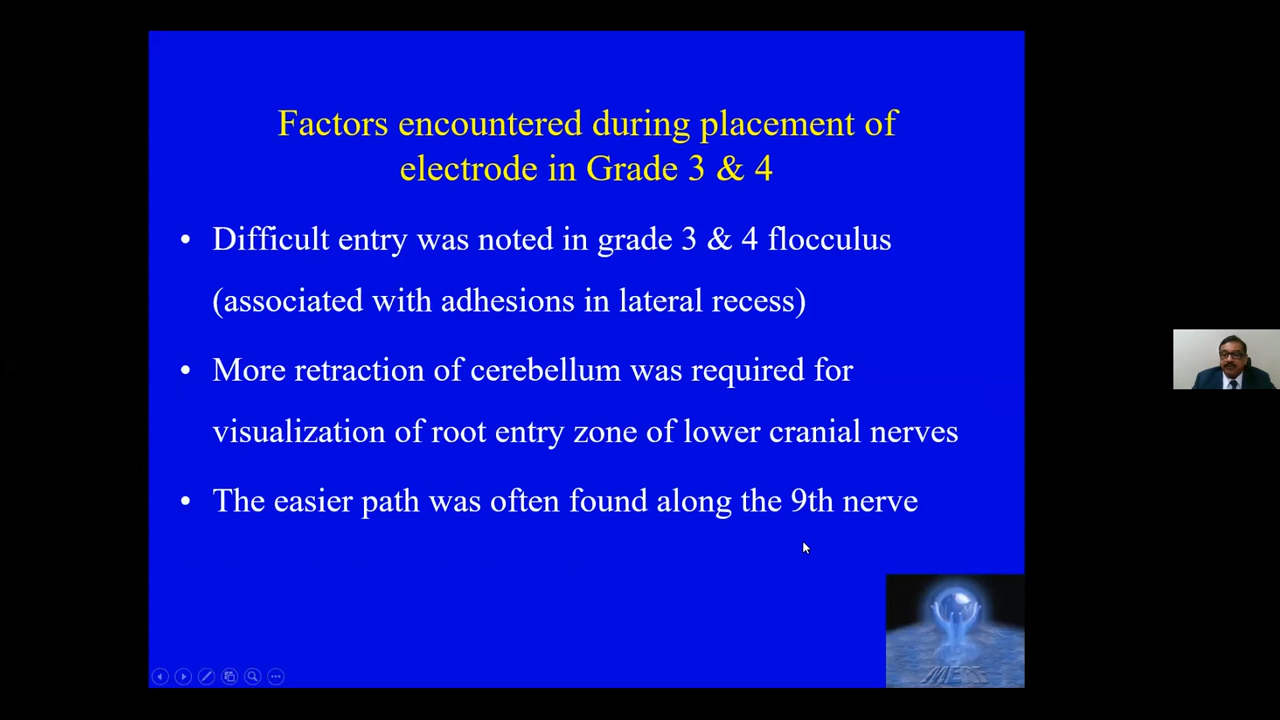 Factors encountered during placement of
electrode in Grade 3 & 4
• Difficult entry was noted in grade 3 & 4 flocculus
(associated with adhesions in lateral recess)
• More retraction of cerebellum was required for
visualization of root entry zone of lower cranial nerves
• The easier path was often found along the 9th nerve
MERF